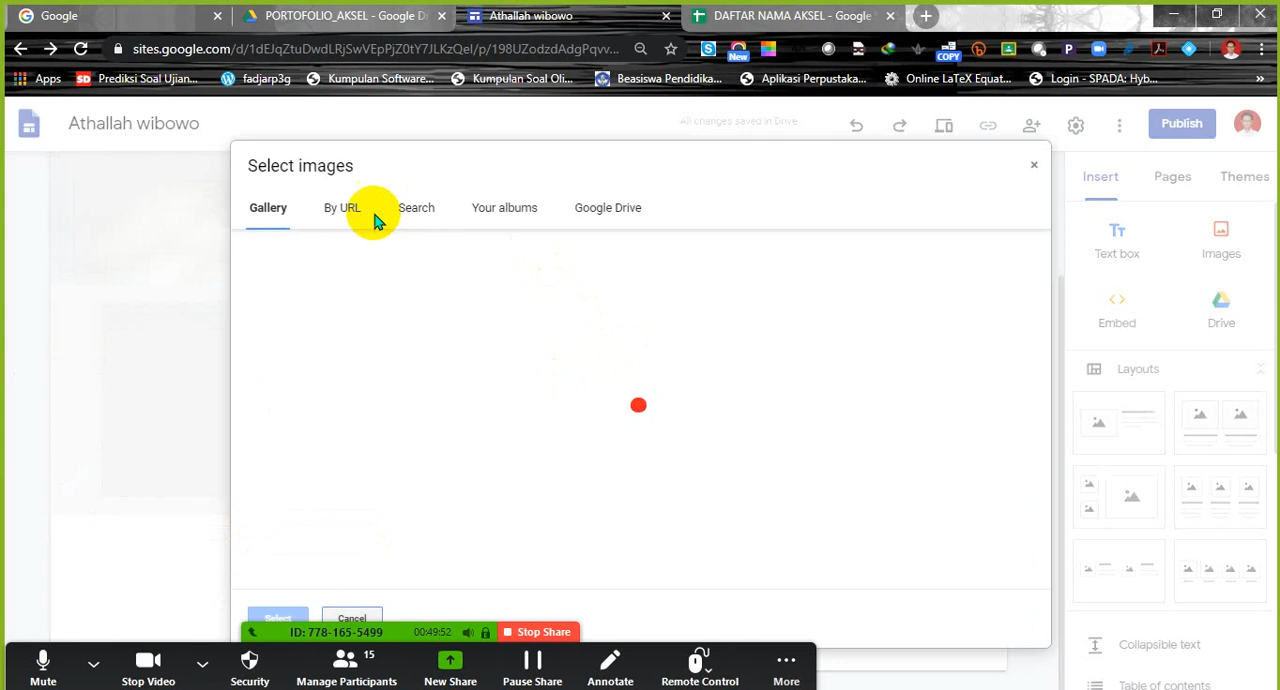 Google
PORTOFOLIO_AKSEL - Google D
Athallah wibowo
DAFTAR NAMA AKSEL - Google
sites.google.com/d/1dEJqZtuDwdLRjSwVEpPjZ0tY7JLKzQeI/p/198UZodzdAdgPqvv...
New
COPY
Apps
Prediksi Soal Ujian...
fadjarp3g
Kumpulan Software...
Kumpulan Soal Oli...
Beasiswa Pendidika...
Aplikasi Perpustaka...
Online LaTeX Equat...
Login - SPADA: Hyb...
Athallah wibowo
All changes saved in Drive
Publish
Select images
Gallery
By URL
Search
Your albums
Google Drive
Select
Cancel
Insert
Pages
Themes
Text box
Images
Embed
Drive
Layouts
Collapsible text
Table of contents
ID: 778-165-5499
00:49:52
Stop Share
Mute
Stop Video
Security
15
Manage Participants
New Share
Pause Share
Annotate
Remote Control
More